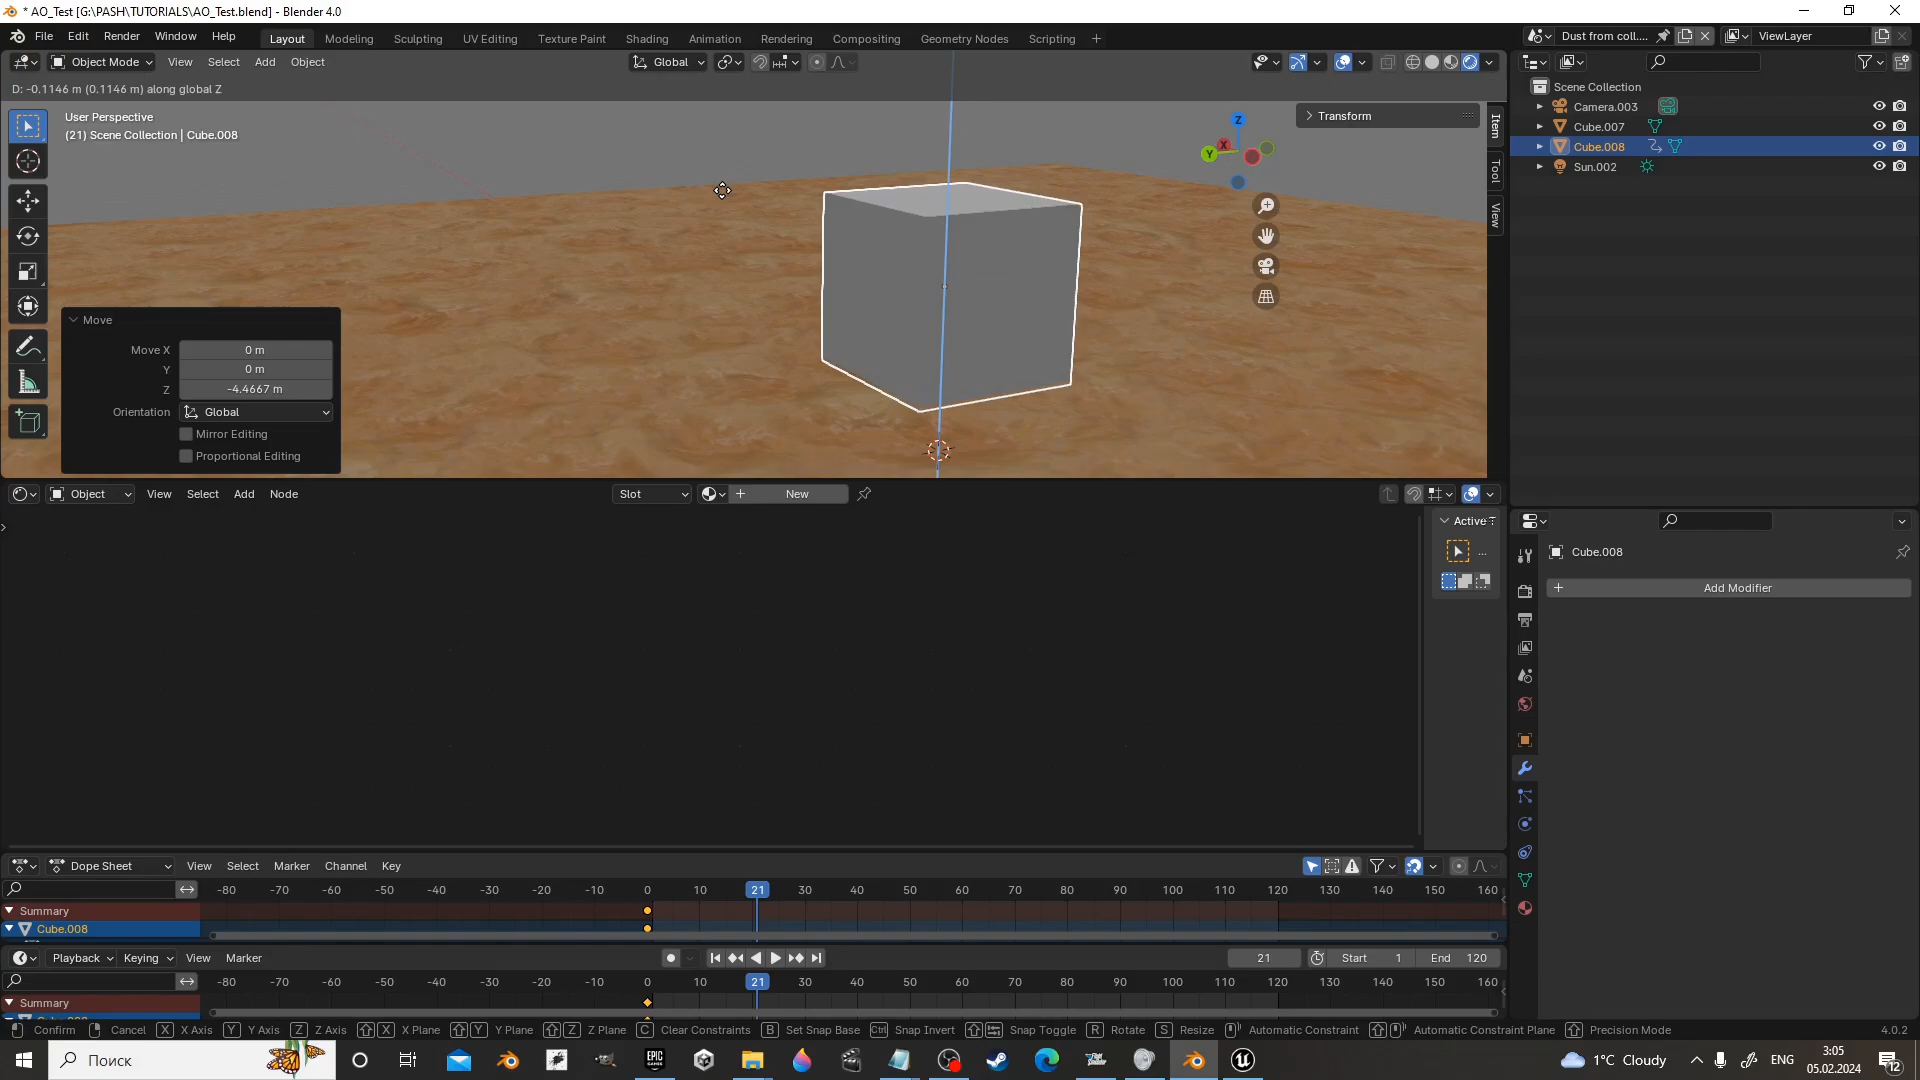 * AO_Test [G:\PASH\TUTORIALS\AO_Test.blend] - Blender 4.0
File Edit Render Window Help Layout Modeling Sculpting UV Editing Texture Paint Shading Animation Rendering Compositing Geometry Nodes Scripting + Dust from coll... ViewLayer
Object Mode View Select Add Object Global
D: -0.1146 m (0.1146 m) along global Z
User Perspective
(21) Scene Collection | Cube.008
Transform
Item
Tool
View
Z
Y
X
Move
Move X 0 m
Y 0 m
Z -4.4667 m
Orientation Global
Mirror Editing
Proportional Editing
Scene Collection
Camera.003
Cube.007
Cube.008
Sun.002
Object View Select Add Node Slot New
Active T
...
Cube.008
Add Modifier
Dope Sheet View Select Marker Channel Key
-80 -70 -60 -50 -40 -30 -20 -10 0 10 21 30 40 50 60 70 80 90 100 110 120 130 140 150 160
Summary
Cube.008
Playback Keying View Marker 21 Start 1 End 120
-80 -70 -60 -50 -40 -30 -20 -10 0 10 21 30 40 50 60 70 80 90 100 110 120 130 140 150 160
Summary
Confirm Cancel X X Axis Y Y Axis Z Z Axis X X Plane Y Y Plane Z Z Plane C Clear Constraints B Set Snap Base Ctrl Snap Invert Snap Toggle R Rotate S Resize Automatic Constraint Automatic Constraint Plane Precision Mode 4.0.2
Поиск EPIC GAMES 1°C Cloudy ENG 3:05
05.02.2024 12